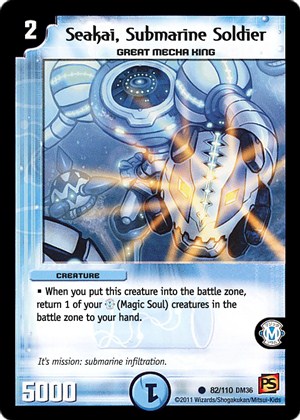 2
Seakai, Submarine Soldier
GREAT MECHA KING
CREATURE
▪ When you put this creature into the battle zone,
return 1 of your (Magic Soul) creatures in the
battle zone to your hand.
It's mission: submarine infiltration.
5000
82/110 DM36
©2011 Wizards/Shogakukan/Mitsui-Kids
PS